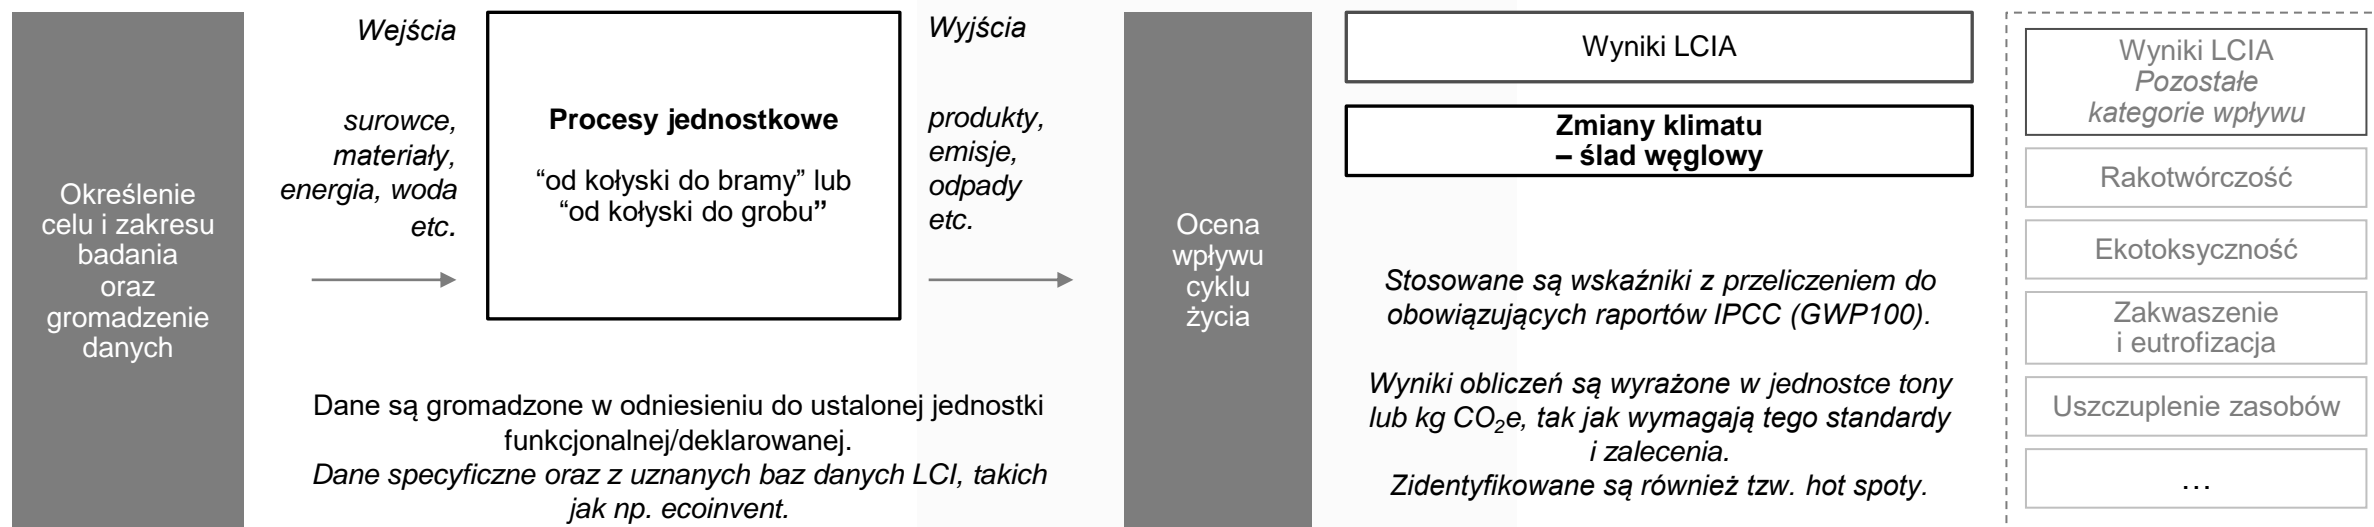 Określenie
celu i zakresu
badania
oraz
gromadzenie
danych
Wejścia
surowce,
materiały,
energia, woda
etc.
Procesy jednostkowe
“od kołyski do bramy” lub
“od kołyski do grobu”
Wyjścia
produkty,
emisje,
odpady
etc.
Dane są gromadzone w odniesieniu do ustalonej jednostki
funkcjonalnej/deklarowanej.
Dane specyficzne oraz z uznanych baz danych LCI, takich
jak np. ecoinvent.
Ocena
wpływu
cyklu
życia
Wyniki LCIA
Zmiany klimatu
– ślad węglowy
Stosowane są wskaźniki z przeliczeniem do
obowiązujących raportów IPCC (GWP100).
Wyniki obliczeń są wyrażone w jednostce tony
lub kg CO₂e, tak jak wymagają tego standardy
i zalecenia.
Zidentyfikowane są również tzw. hot spoty.
Wyniki LCIA
Pozostałe
kategorie wpływu
Rakotwórczość
Ekotoksyczność
Zakwaszenie
i eutrofizacja
Uszczuplenie zasobów
…